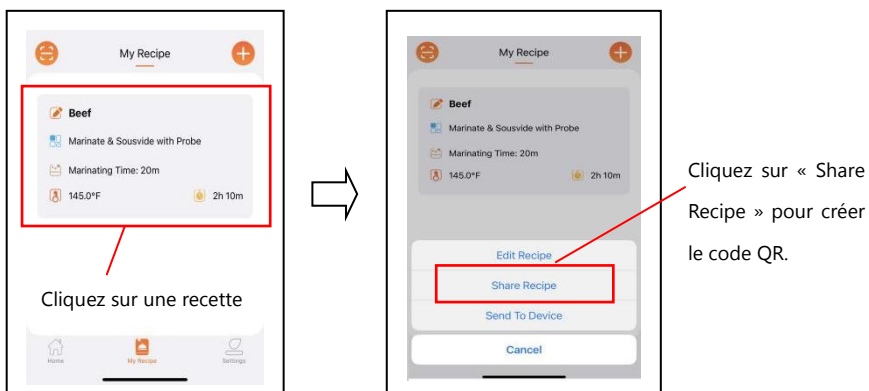 My Recipe
Beef
Marinate & Sousvide with Probe
Marinating Time: 20m
145.0°F 2h 10m
Cliquez sur une recette
Home My Recipe Settings
My Recipe
Beef
Marinate & Sousvide with Probe
Marinating Time: 20m
145.0°F 2h 10m
Edit Recipe
Share Recipe
Send To Device
Cancel
Cliquez sur « Share
Recipe » pour créer
le code QR.